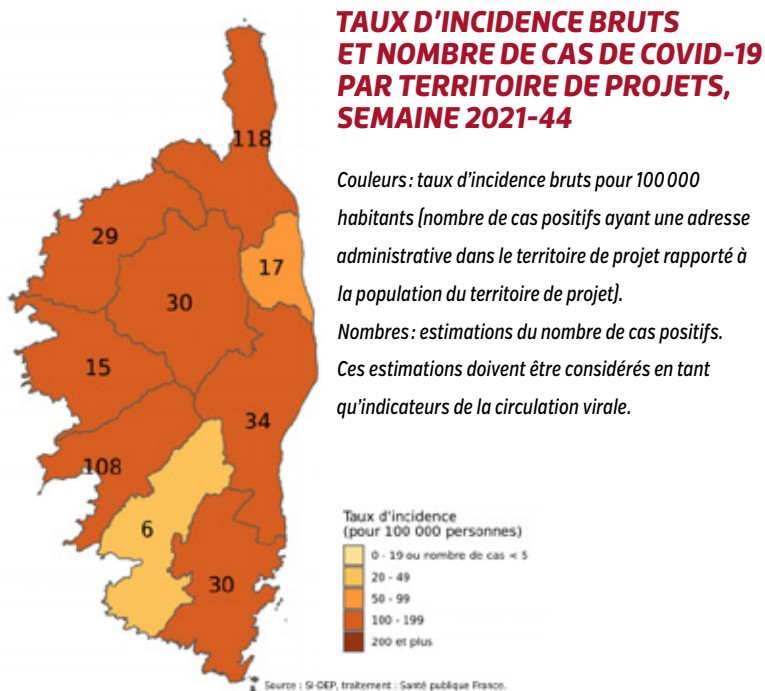 TAUX D'INCIDENCE BRUTS
ET NOMBRE DE CAS DE COVID-19
PAR TERRITOIRE DE PROJETS,
SEMAINE 2021-44
Couleurs : taux d'incidence bruts pour 100 000
habitants (nombre de cas positifs ayant une adresse
administrative dans le territoire de projet rapporté à
la population du territoire de projet).
Nombres : estimations du nombre de cas positifs.
Ces estimations doivent être considérés en tant
qu'indicateurs de la circulation virale.
118
29
17
30
15
34
108
6
30
Taux d'incidence
(pour 100 000 personnes)
0 - 19 ou nombre de cas < 5
20 - 49
50 - 99
100 - 199
200 et plus
Source : SI-DEP, traitement : Santé publique France.